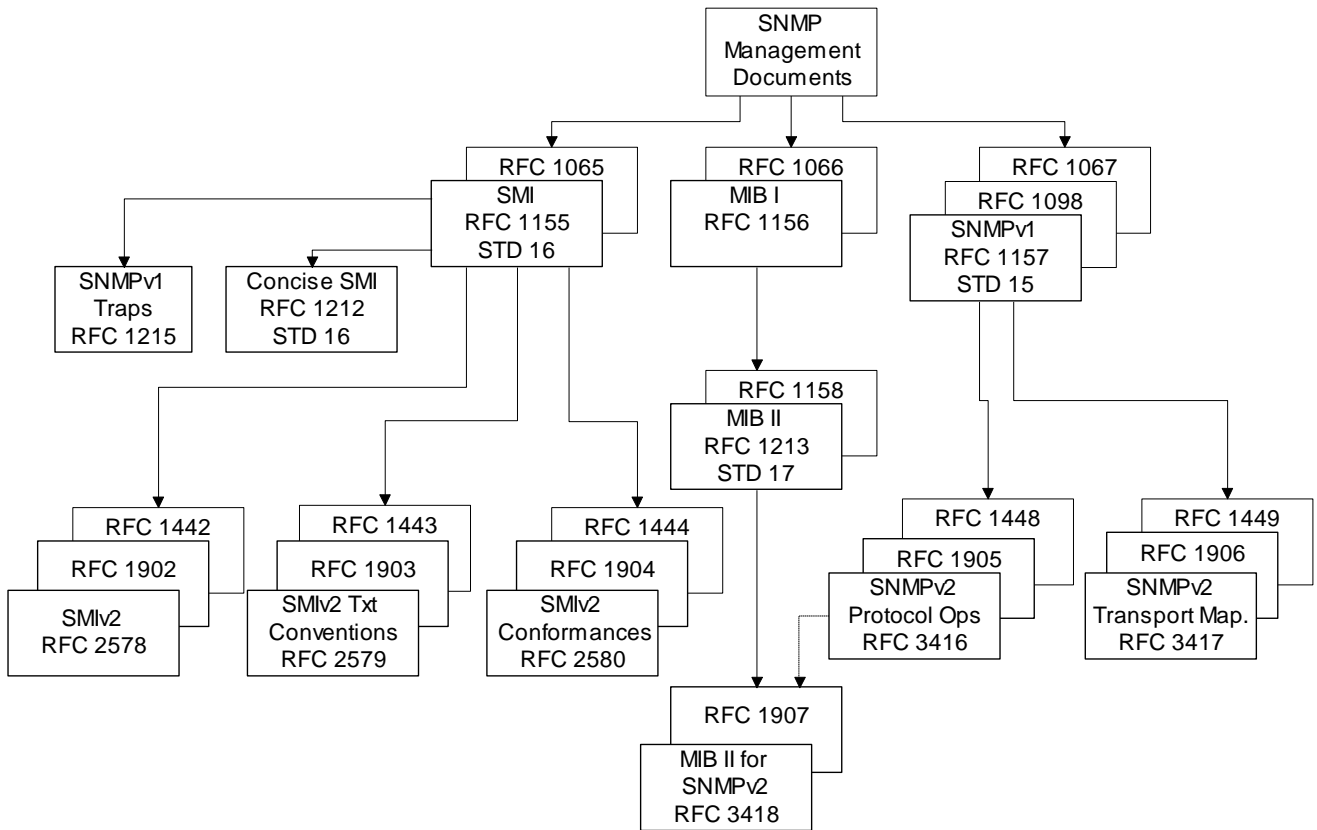 SNMP
Management
Documents
RFC 1065
SMI
RFC 1155
STD 16
RFC 1066
MIB I
RFC 1156
RFC 1067
RFC 1098
SNMPv1
RFC 1157
STD 15
SNMPv1
Traps
RFC 1215
Concise SMI
RFC 1212
STD 16
RFC 1158
MIB II
RFC 1213
STD 17
RFC 1442
RFC 1902
SMIv2
RFC 2578
RFC 1443
RFC 1903
SMIv2 Txt
Conventions
RFC 2579
RFC 1444
RFC 1904
SMIv2
Conformances
RFC 2580
RFC 1448
RFC 1905
SNMPv2
Protocol Ops
RFC 3416
RFC 1449
RFC 1906
SNMPv2
Transport Map.
RFC 3417
RFC 1907
MIB II for
SNMPv2
RFC 3418